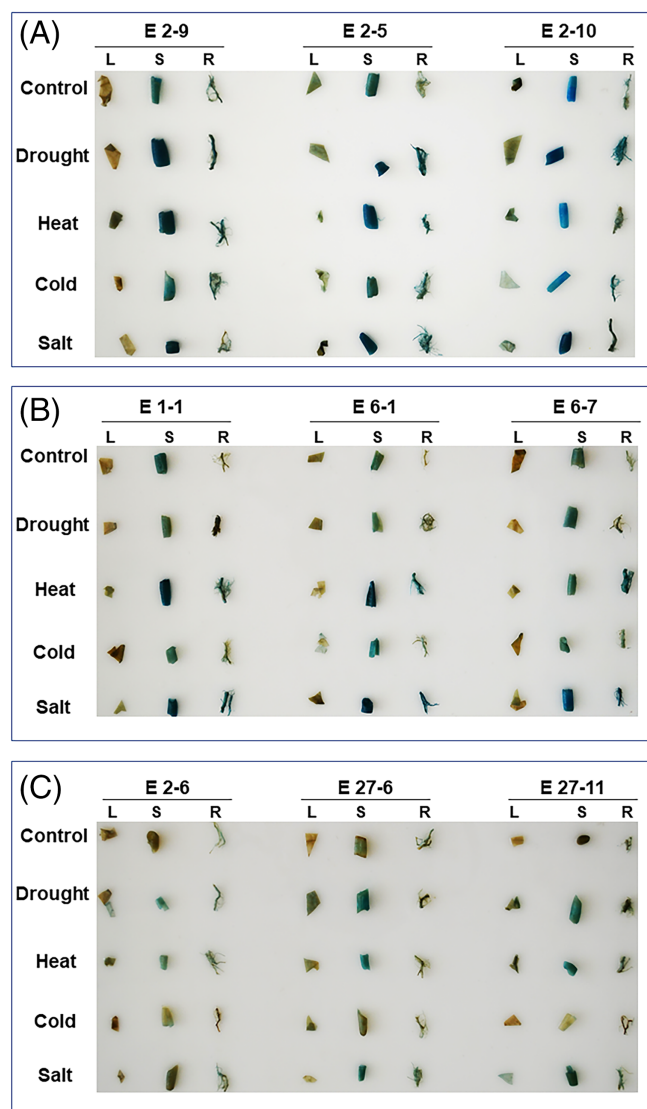 (A)
E 2-9 E 2-5 E 2-10
L S R L S R L S R
Control
Drought
Heat
Cold
Salt
(B)
E 1-1 E 6-1 E 6-7
L S R L S R L S R
Control
Drought
Heat
Cold
Salt
(C)
E 2-6 E 27-6 E 27-11
L S R L S R L S R
Control
Drought
Heat
Cold
Salt